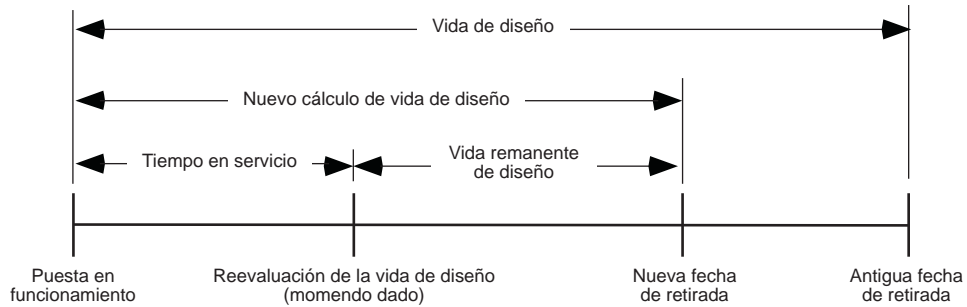 Vida de diseño
Nuevo cálculo de vida de diseño
Tiempo en servicio
Vida remanente
de diseño
Puesta en
funcionamiento
Reevaluación de la vida de diseño
(momendo dado)
Nueva fecha
de retirada
Antigua fecha
de retirada